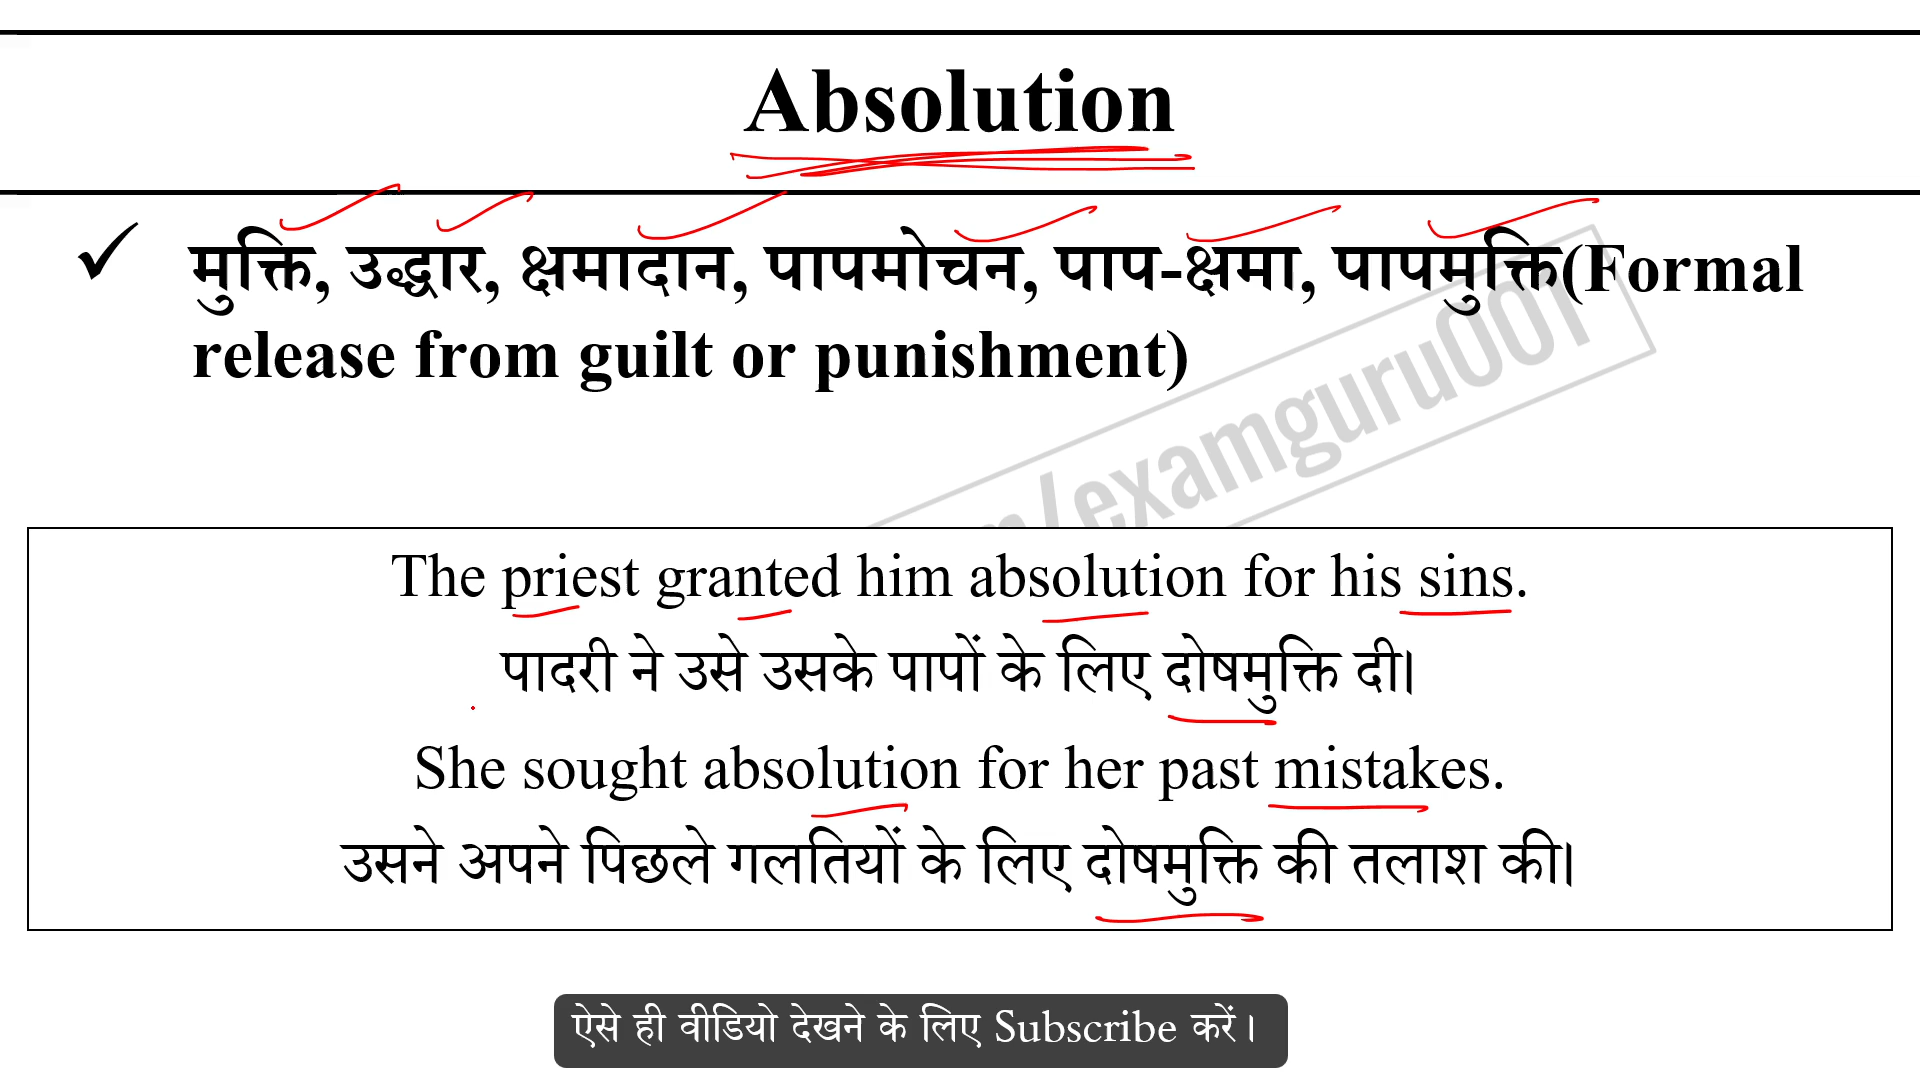 Absolution
✓ मुक्ति, उद्धार, क्षमादान, पापमोचन, पाप-क्षमा, पापमुक्ति(Formal
release from guilt or punishment)
/examguru001
The priest granted him absolution for his sins.
पादरी ने उसे उसके पापों के लिए दोषमुक्ति दी।
She sought absolution for her past mistakes.
उसने अपने पिछले गलतियों के लिए दोषमुक्ति की तलाश की।
ऐसे ही वीडियो देखने के लिए Subscribe करें।